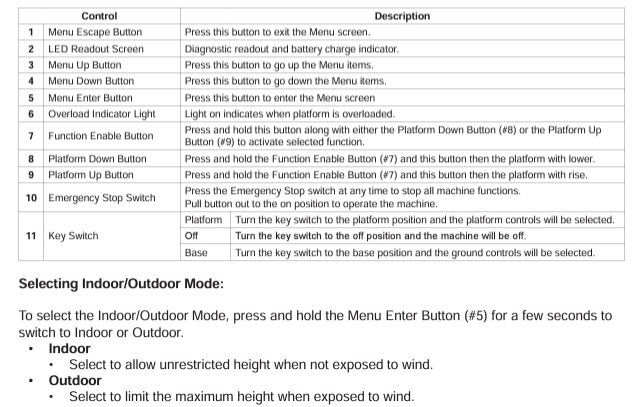 Control Description
1 Menu Escape Button Press this button to exit the Menu screen.
2 LED Readout Screen Diagnostic readout and battery charge indicator.
3 Menu Up Button Press this button to go up the Menu items.
4 Menu Down Button Press this button to go down the Menu items.
5 Menu Enter Button Press this button to enter the Menu screen
6 Overload Indicator Light Light on indicates when platform is overloaded.
7 Function Enable Button Press and hold this button along with either the Platform Down Button (#8) or the Platform Up
Button (#9) to activate selected function.
8 Platform Down Button Press and hold the Function Enable Button (#7) and this button then the platform with lower.
9 Platform Up Button Press and hold the Function Enable Button (#7) and this button then the platform with rise.
10 Emergency Stop Switch Press the Emergency Stop switch at any time to stop all machine functions.
Pull button out to the on position to operate the machine.
11 Key Switch Platform Turn the key switch to the platform position and the platform controls will be selected.
Off Turn the key switch to the off position and the machine will be off.
Base Turn the key switch to the base position and the ground controls will be selected.
Selecting Indoor/Outdoor Mode:
To select the Indoor/Outdoor Mode, press and hold the Menu Enter Button (#5) for a few seconds to
switch to Indoor or Outdoor.
• Indoor
• Select to allow unrestricted height when not exposed to wind.
• Outdoor
• Select to limit the maximum height when exposed to wind.